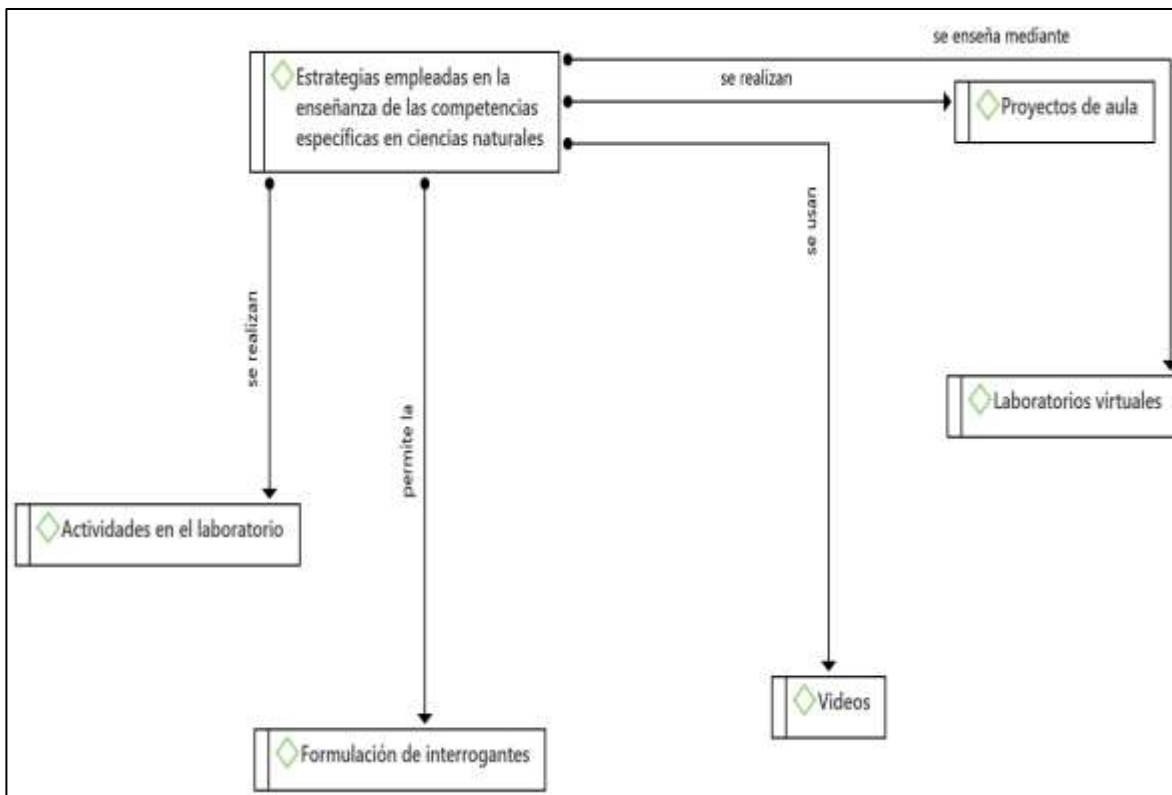 se enseña mediante
Estrategias empleadas en la
enseñanza de las competencias
específicas en ciencias naturales
se realizan
Proyectos de aula
se usan
se realizan
permite la
Laboratorios virtuales
Actividades en el laboratorio
Videos
Formulación de interrogantes